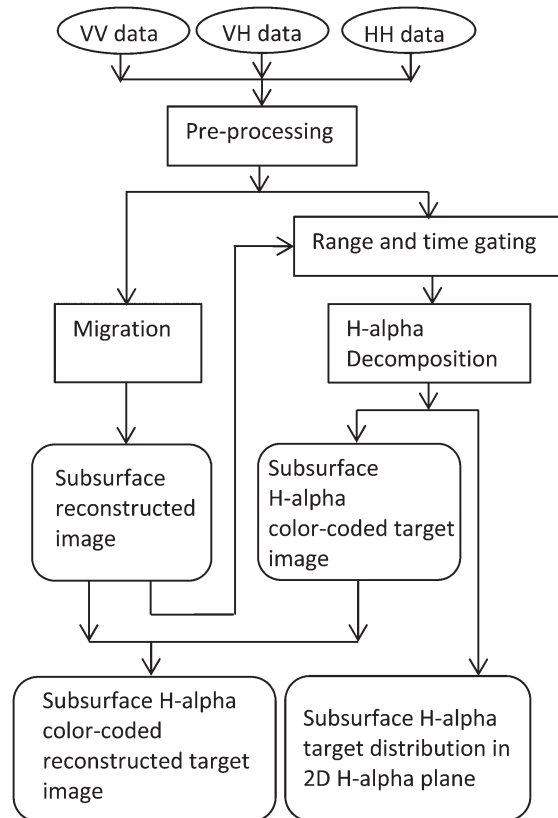 VV data
VH data
HH data
Pre-processing
Range and time gating
Migration
H-alpha
Decomposition
Subsurface
reconstructed
image
Subsurface
H-alpha
color-coded target
image
Subsurface H-alpha
color-coded
reconstructed target
image
Subsurface H-alpha
target distribution in
2D H-alpha plane